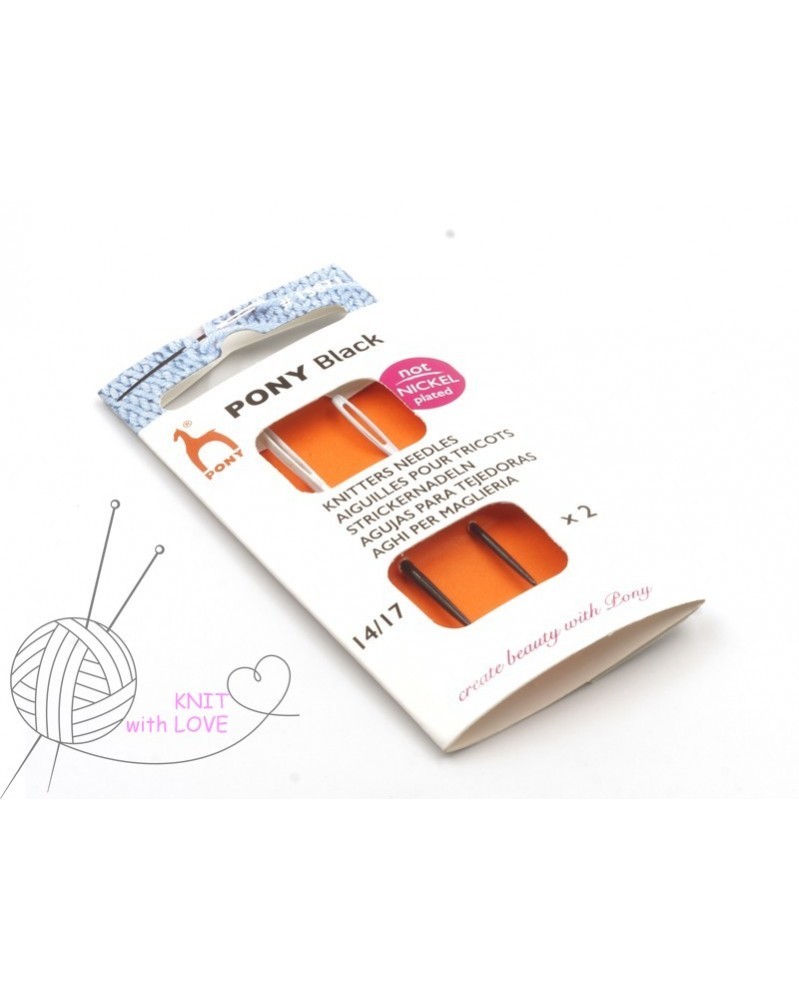 PONY Black
not
NICKEL
plated
®
PONY
KNITTERS NEEDLES
AIGUILLES POUR TRICOTS
STRICKERNADELN
AGUJAS PARA TEJEDORAS
AGHI PER MAGLIERIA
x 2
14/17
create beauty with Pony
KNIT
with LOVE